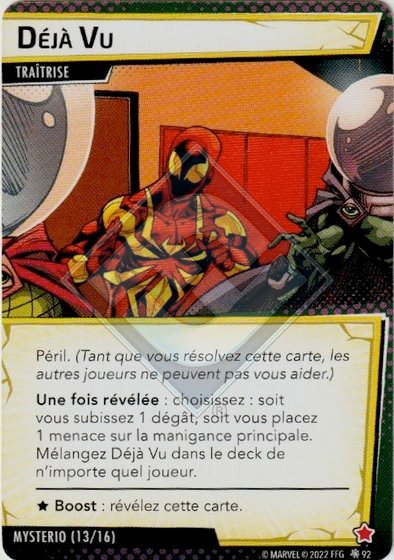 DÉJÀ VU
TRAÎTRISE
Péril. (Tant que vous résolvez cette carte, les
autres joueurs ne peuvent pas vous aider.)
Une fois révélée : choisissez : soit
vous subissez 1 dégât, soit vous placez
1 menace sur la manigance principale.
Mélangez Déjà Vu dans le deck de
n'importe quel joueur.
★ Boost : révélez cette carte.
MYSTERIO (13/16)
© MARVEL © 2022 FFG 92
®